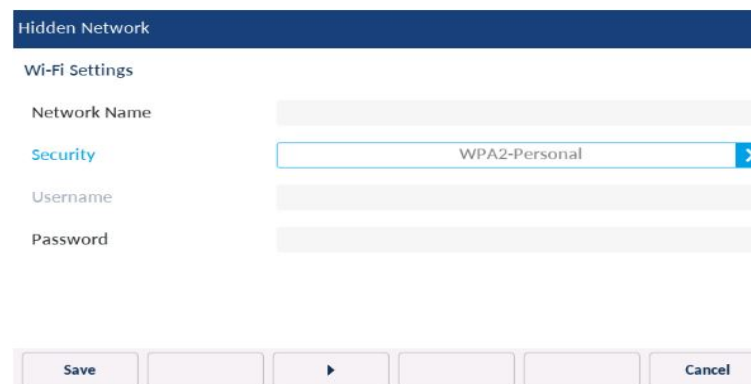 Hidden Network
Wi-Fi Settings
Network Name
Security WPA2-Personal
Username
Password
Save Cancel